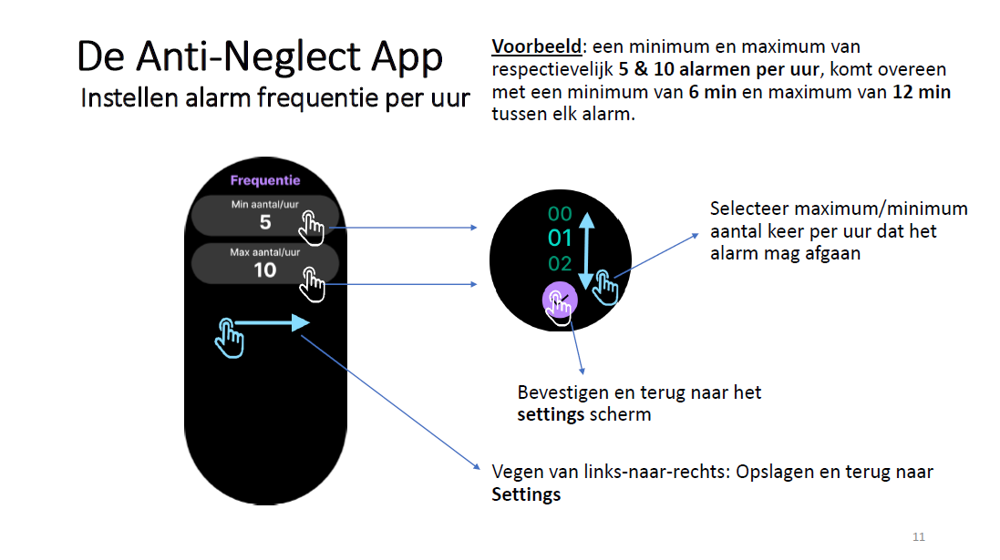 De Anti-Neglect App
Instellen alarm frequentie per uur
Voorbeeld: een minimum en maximum van
respectievelijk 5 & 10 alarmen per uur, komt overeen
met een minimum van 6 min en maximum van 12 min
tussen elk alarm.
Frequentie
Min aantal/uur
5
Max aantal/uur
10
00
01
02
Selecteer maximum/minimum
aantal keer per uur dat het
alarm mag afgaan
Bevestigen en terug naar het
settings scherm
Vegen van links-naar-rechts: Opslagen en terug naar
Settings
11